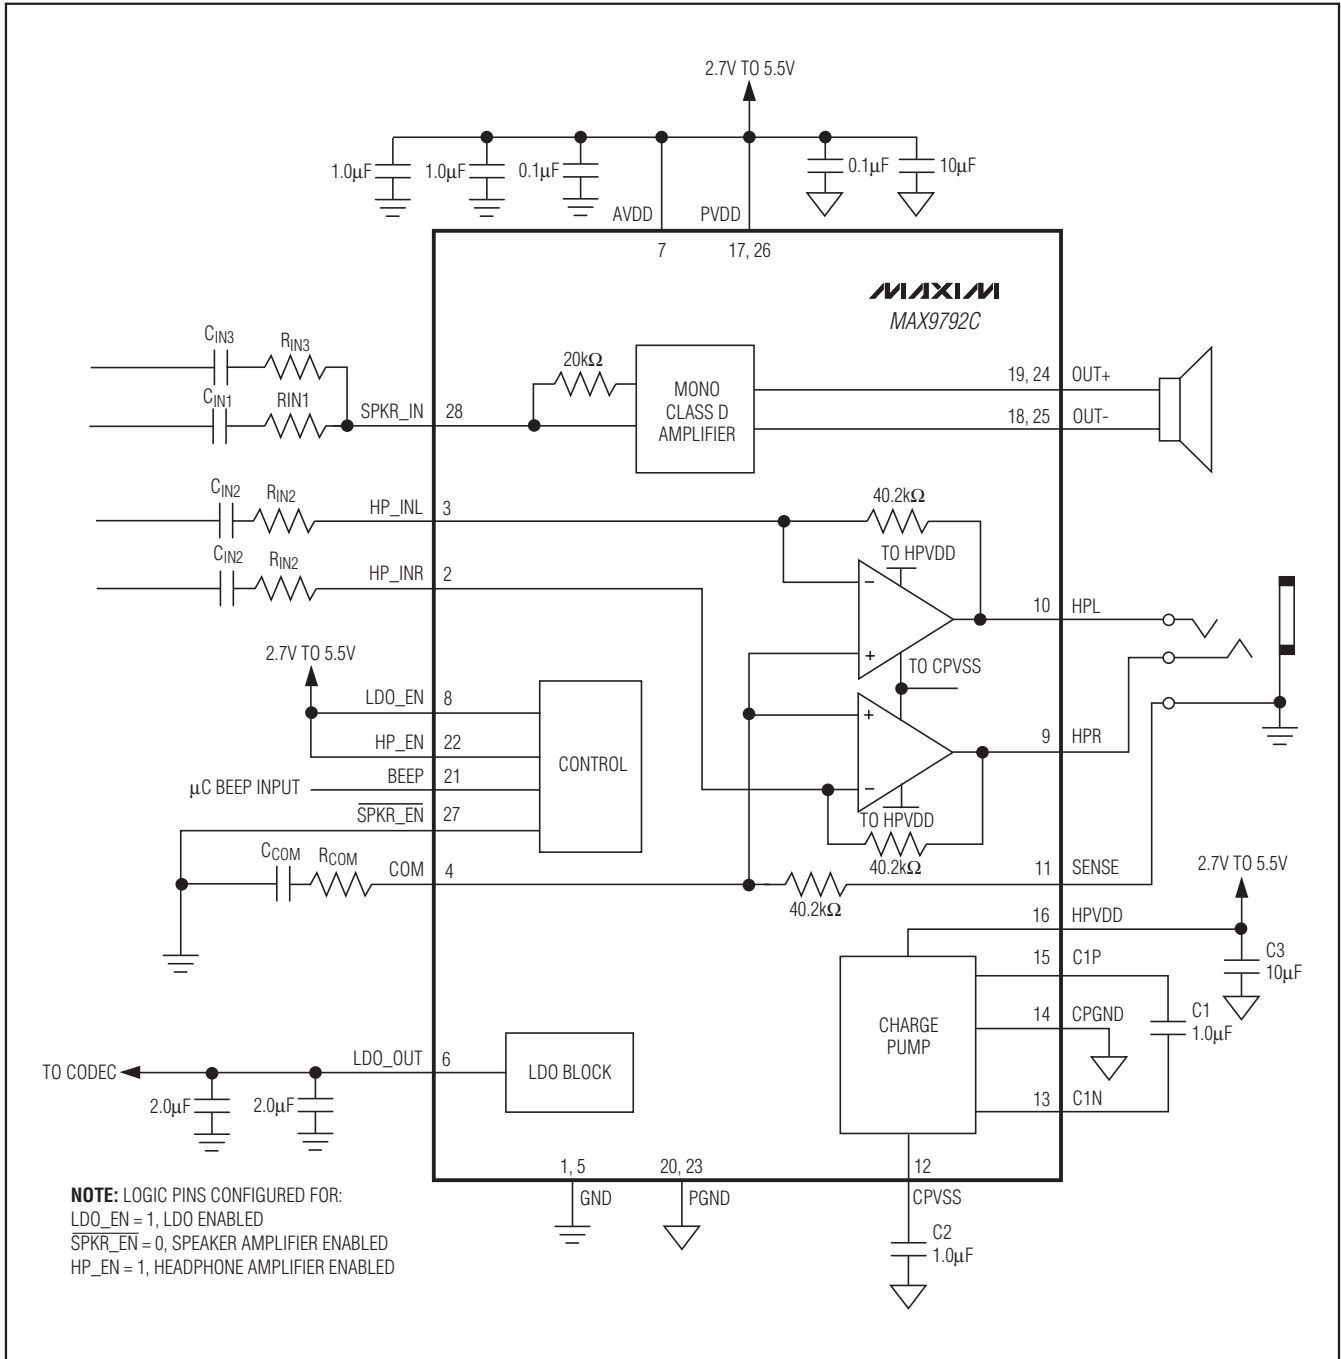 2.7V TO 5.5V
1.0µF
1.0µF
0.1µF
0.1µF
10µF
AVDD
PVDD
7
17, 26
MAXIM
MAX9792C
CIN3
RIN3
CIN1
RIN1
SPKR_IN
28
20kΩ
MONO
CLASS D
AMPLIFIER
19, 24
OUT+
18, 25
OUT-
CIN2
RIN2
HP_INL
3
40.2kΩ
CIN2
RIN2
HP_INR
2
TO HPVDD
−
+
10
HPL
TO CPVSS
2.7V TO 5.5V
LDO_EN
8
HP_EN
22
µC BEEP INPUT
BEEP
21
SPKR_EN
27
CONTROL
+
−
9
HPR
TO HPVDD
40.2kΩ
CCOM
RCOM
COM
4
40.2kΩ
11
SENSE
2.7V TO 5.5V
16
HPVDD
15
C1P
C3
10µF
14
CPGND
C1
1.0µF
CHARGE
PUMP
13
C1N
TO CODEC
LDO_OUT
6
LDO BLOCK
2.0µF
2.0µF
1, 5
20, 23
12
GND
PGND
CPVSS
C2
1.0µF
NOTE: LOGIC PINS CONFIGURED FOR:
LDO_EN = 1, LDO ENABLED
SPKR_EN = 0, SPEAKER AMPLIFIER ENABLED
HP_EN = 1, HEADPHONE AMPLIFIER ENABLED